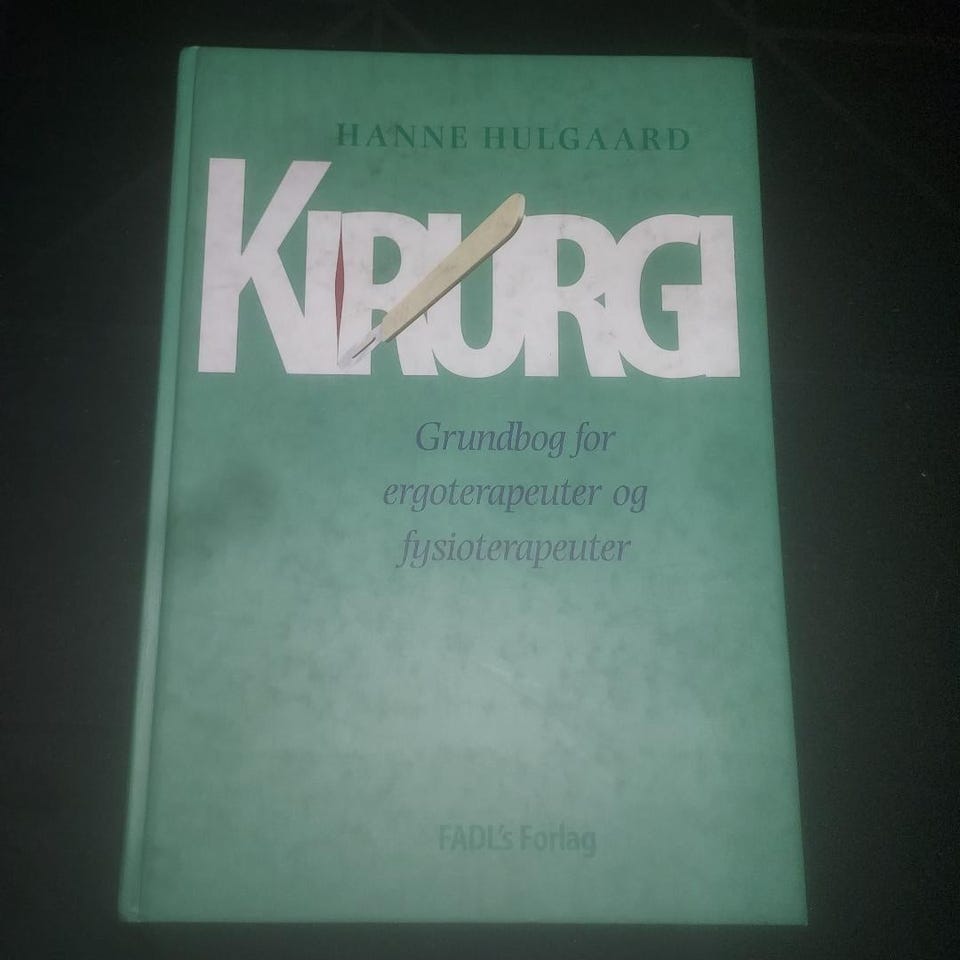 HANNE HULGAARD
KIRURGI
Grundbog for
ergoterapeuter og
fysioterapeuter
FADL's Forlag